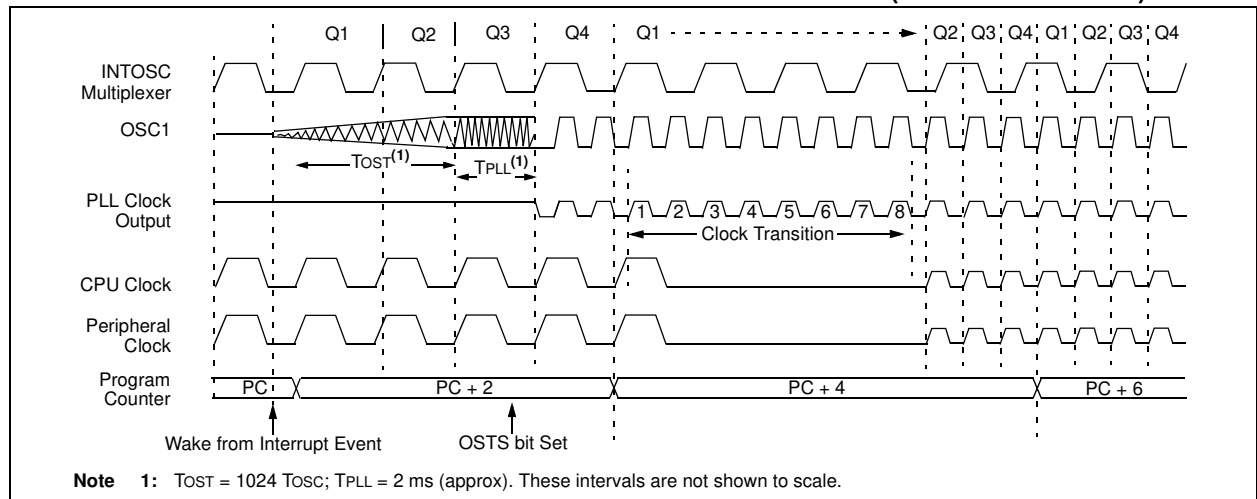 Q1 Q2 Q3 Q4 Q1 Q2 Q3 Q4 Q1 Q2 Q3 Q4
INTOSC
Multiplexer
OSC1
TOST(1)
TPLL(1)
PLL Clock
Output
1 2 3 4 5 6 7 8
Clock Transition
CPU Clock
Peripheral
Clock
Program
Counter
PC PC + 2 PC + 4 PC + 6
Wake from Interrupt Event OSTS bit Set
Note 1: TOST = 1024 TOSC; TPLL = 2 ms (approx). These intervals are not shown to scale.